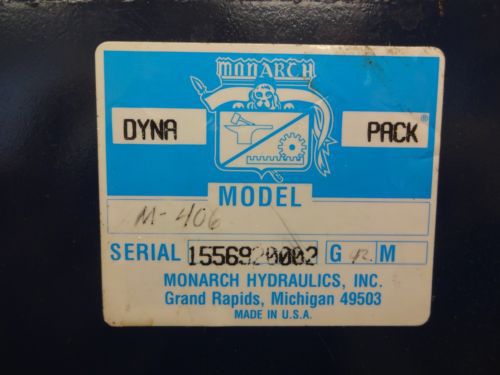 MONARCH
DYNA PACK®
MODEL
M-406
SERIAL 1556920002 G R M
MONARCH HYDRAULICS, INC.
Grand Rapids, Michigan 49503
MADE IN U.S.A.